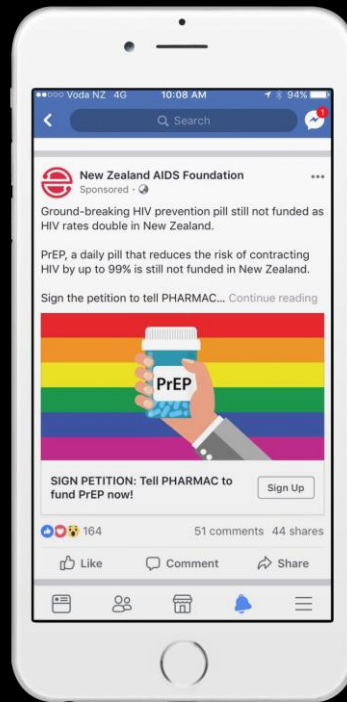 Voda NZ 4G 10:08 AM 94%
Search
1
New Zealand AIDS Foundation
Sponsored ·
Ground-breaking HIV prevention pill still not funded as
HIV rates double in New Zealand.
PrEP, a daily pill that reduces the risk of contracting
HIV by up to 99% is still not funded in New Zealand.
Sign the petition to tell PHARMAC... Continue reading
PrEP
SIGN PETITION: Tell PHARMAC to
fund PrEP now!
Sign Up
164 51 comments 44 shares
Like Comment Share